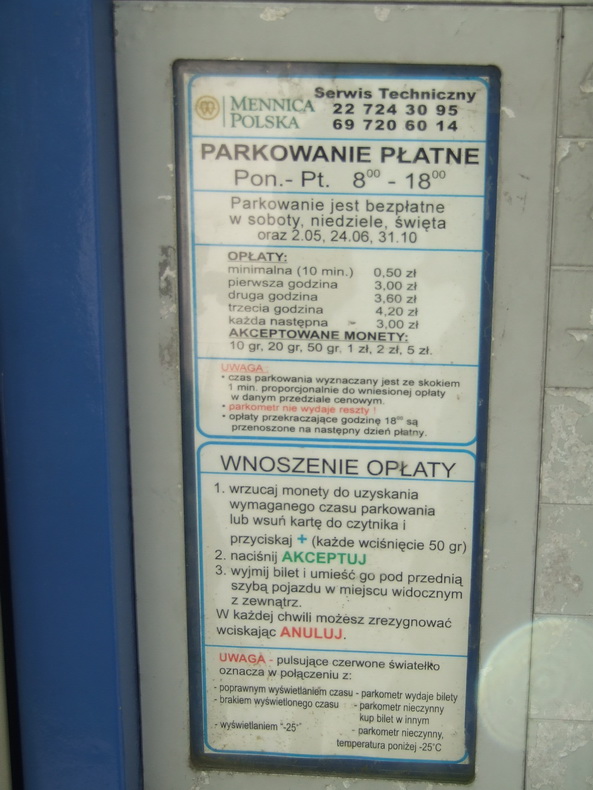 MENNICA POLSKA
Serwis Techniczny
22 724 30 95
69 720 60 14
PARKOWANIE PŁATNE
Pon.- Pt. 8⁰⁰ - 18⁰⁰
Parkowanie jest bezpłatne
w soboty, niedziele, święta
oraz 2.05, 24.06, 31.10
OPŁATY:
minimalna (10 min.) 0,50 zł
pierwsza godzina 3,00 zł
druga godzina 3,60 zł
trzecia godzina 4,20 zł
każda następna - 3,00 zł
AKCEPTOWANE MONETY:
10 gr, 20 gr, 50 gr, 1 zł, 2 zł, 5 zł.
UWAGA:
• czas parkowania wyznaczany jest ze skokiem
1 min. proporcjonalnie do wniesionej opłaty
w danym przedziale cenowym.
• parkometr nie wydaje reszty !
• opłaty przekraczające godzinę 18⁰⁰ są
przenoszone na następny dzień płatny.
WNOSZENIE OPŁATY
1. wrzucaj monety do uzyskania
wymaganego czasu parkowania
lub wsuń kartę do czytnika i
przyciskaj + (każde wciśnięcie 50 gr)
2. naciśnij AKCEPTUJ
3. wyjmij bilet i umieść go pod przednią
szybą pojazdu w miejscu widocznym
z zewnątrz.
W każdej chwili możesz zrezygnować
wciskając ANULUJ.
UWAGA - pulsujące czerwone światełko
oznacza w połączeniu z:
- poprawnym wyświetlaniem czasu - parkometr wydaje bilety
- brakiem wyświetlonego czasu - parkometr nieczynny
kup bilet w innym
- wyświetlaniem "-25" - parkometr nieczynny,
temperatura poniżej -25°C